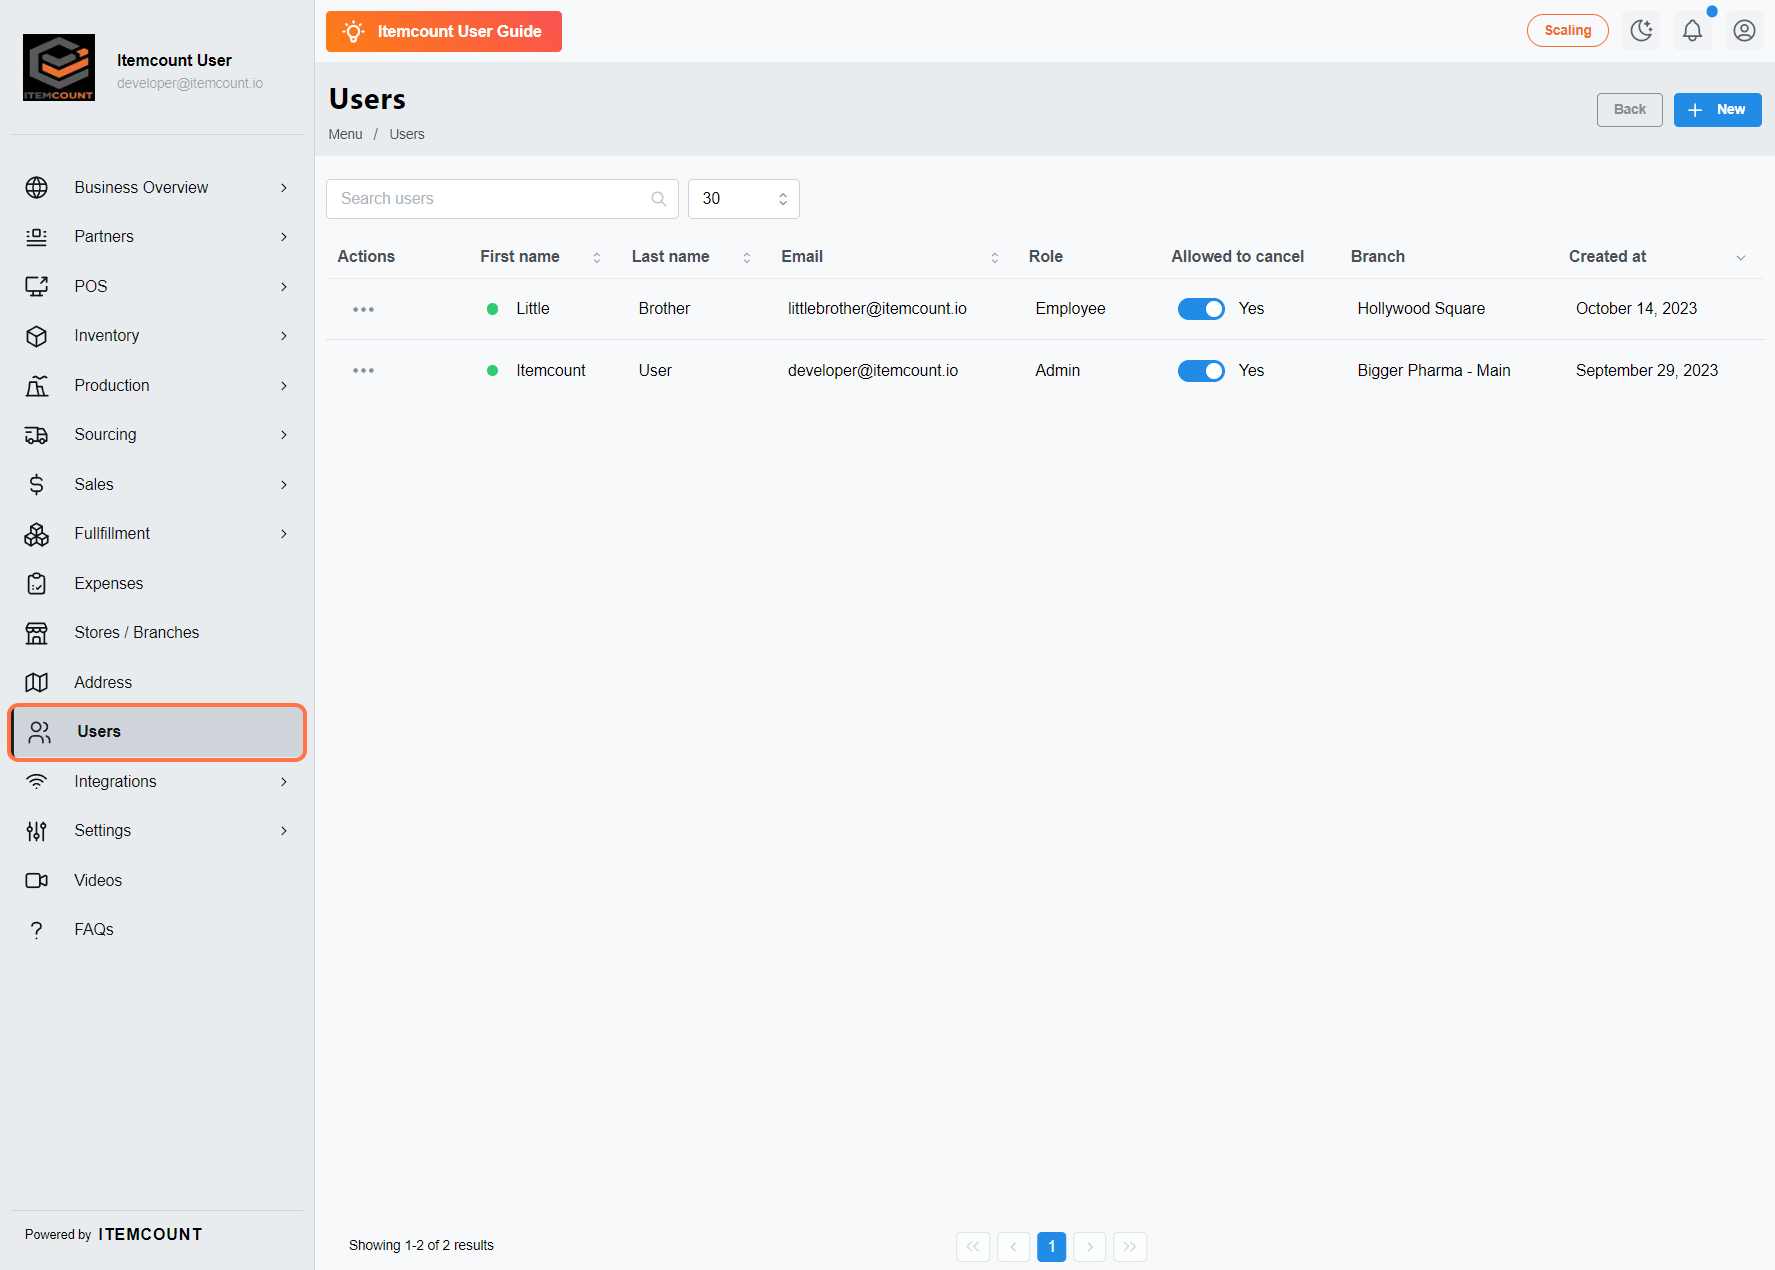 ITEMCOUNT
Itemcount User
developer@itemcount.io
Business Overview
Partners
POS
Inventory
Production
Sourcing
Sales
Fullfillment
Expenses
Stores / Branches
Address
Users
Integrations
Settings
Videos
FAQs
Powered by ITEMCOUNT
Itemcount User Guide
Scaling
Users
Menu / Users
Back
New
Search users
30
Actions First name Last name Email Role Allowed to cancel Branch Created at
Little Brother littlebrother@itemcount.io Employee Yes Hollywood Square October 14, 2023
Itemcount User developer@itemcount.io Admin Yes Bigger Pharma - Main September 29, 2023
Showing 1-2 of 2 results
1